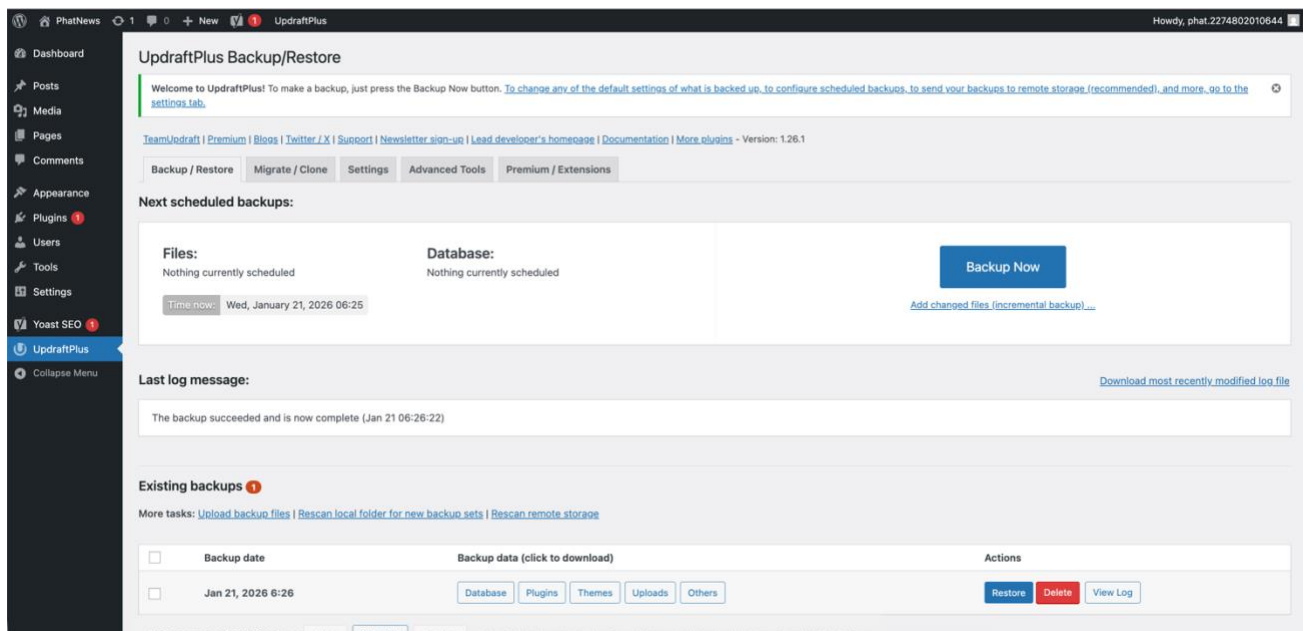 PhatNews 1 0 + New 1 UpdraftPlus Howdy, phat.2274802010644
Dashboard
Posts
Media
Pages
Comments
Appearance
Plugins 1
Users
Tools
Settings
Yoast SEO 1
UpdraftPlus
Collapse Menu
UpdraftPlus Backup/Restore
Welcome to UpdraftPlus! To make a backup, just press the Backup Now button. To change any of the default settings of what is backed up, to configure scheduled backups, to send your backups to remote storage (recommended), and more, go to the
settings tab.
TeamUpdraft | Premium | Blogs | Twitter / X | Support | Newsletter sign-up | Lead developer's homepage | Documentation | More plugins - Version: 1.26.1
Backup / Restore Migrate / Clone Settings Advanced Tools Premium / Extensions
Next scheduled backups:
Files: Database:
Nothing currently scheduled Nothing currently scheduled
Backup Now
Time now: Wed, January 21, 2026 06:25
Add changed files (incremental backup) ...
Last log message: Download most recently modified log file
The backup succeeded and is now complete (Jan 21 06:26:22)
Existing backups 1
More tasks: Upload backup files | Rescan local folder for new backup sets | Rescan remote storage
Backup date Backup data (click to download) Actions
Jan 21, 2026 6:26 Database Plugins Themes Uploads Others Restore Delete View Log